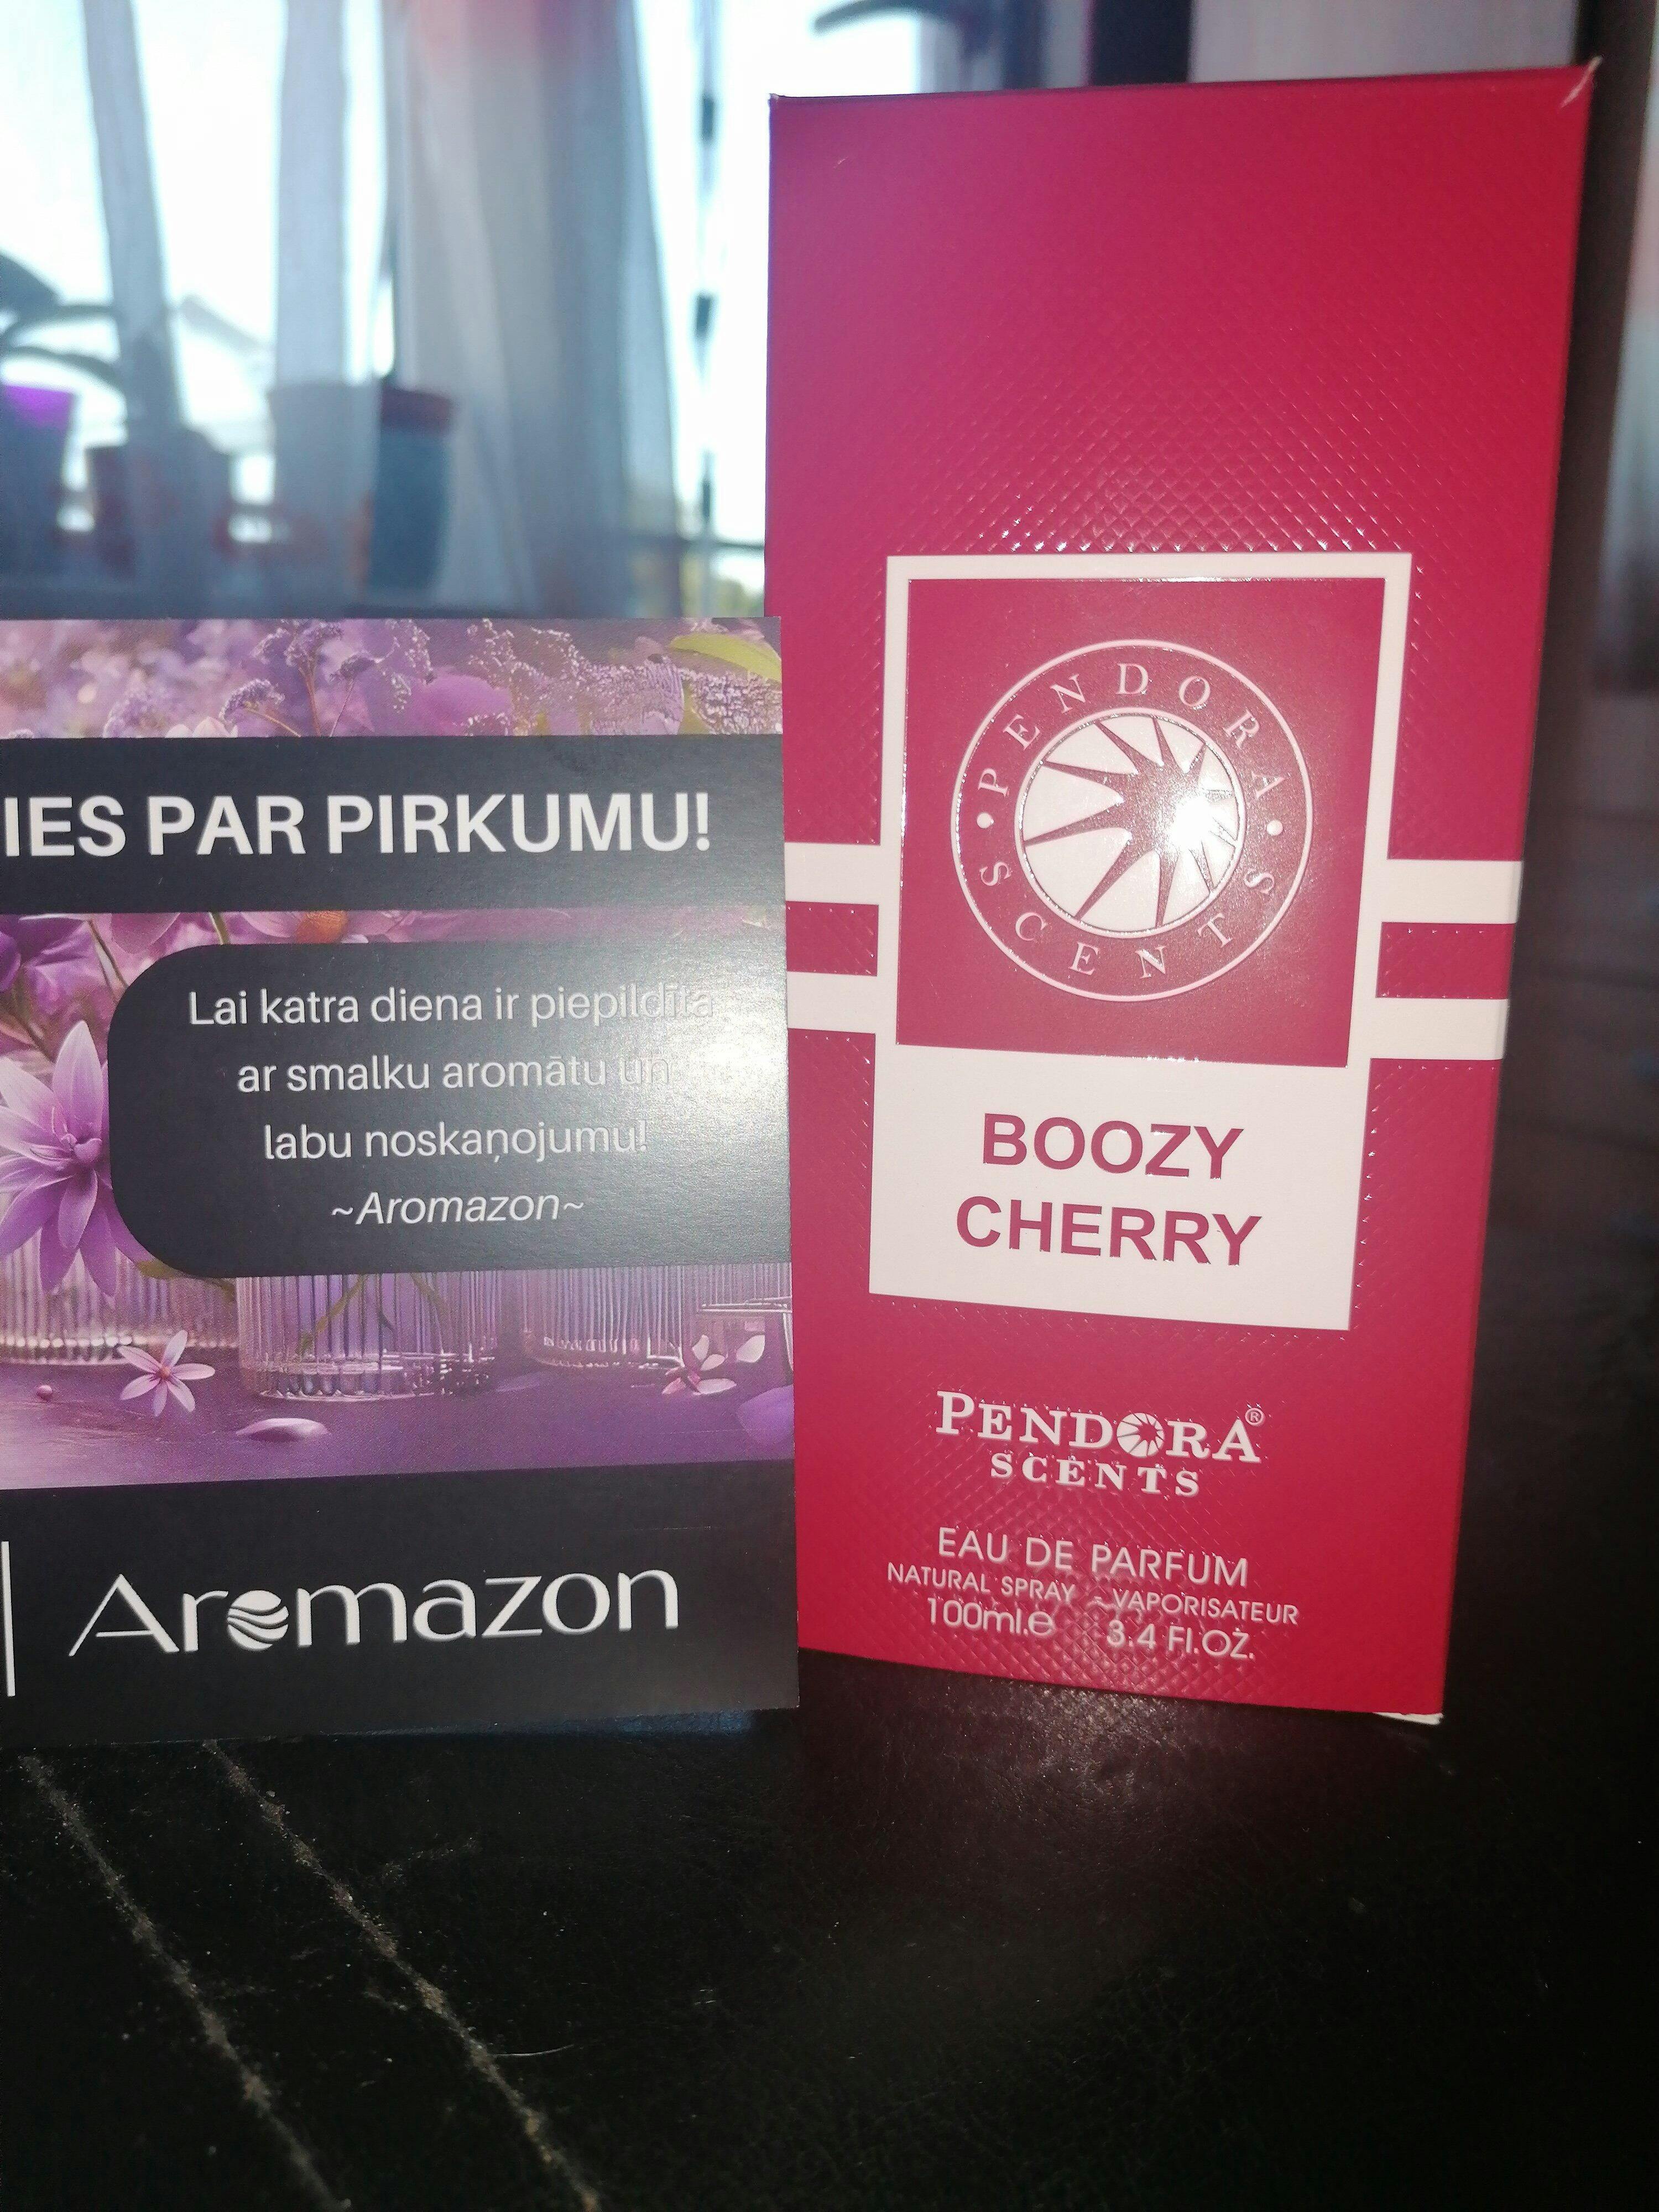 IES PAR PIRKUMU!
Lai katra diena ir piepildīta
ar smalku aromātu un
labu noskaņojumu!
~Aromazon~
Aromazon
PENDORA • SCENTS •
BOOZY
CHERRY
PENDORA®
SCENTS
EAU DE PARFUM
NATURAL SPRAY - VAPORISATEUR
100ml.e 3.4 Fl.OZ.